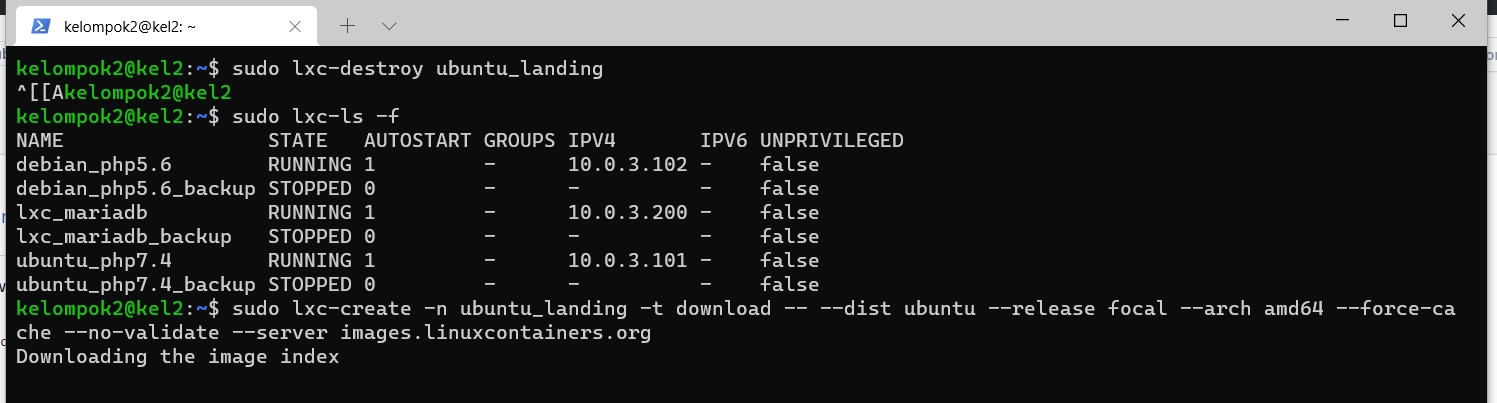 kelompok2@kel2: ~
kelompok2@kel2:~$ sudo lxc-destroy ubuntu_landing
^[[Akelompok2@kel2
kelompok2@kel2:~$ sudo lxc-ls -f
NAME STATE AUTOSTART GROUPS IPV4 IPV6 UNPRIVILEGED
debian_php5.6 RUNNING 1 - 10.0.3.102 - false
debian_php5.6_backup STOPPED 0 - - - false
lxc_mariadb RUNNING 1 - 10.0.3.200 - false
lxc_mariadb_backup STOPPED 0 - - - false
ubuntu_php7.4 RUNNING 1 - 10.0.3.101 - false
ubuntu_php7.4_backup STOPPED 0 - - - false
kelompok2@kel2:~$ sudo lxc-create -n ubuntu_landing -t download -- --dist ubuntu --release focal --arch amd64 --force-ca
che --no-validate --server images.linuxcontainers.org
Downloading the image index